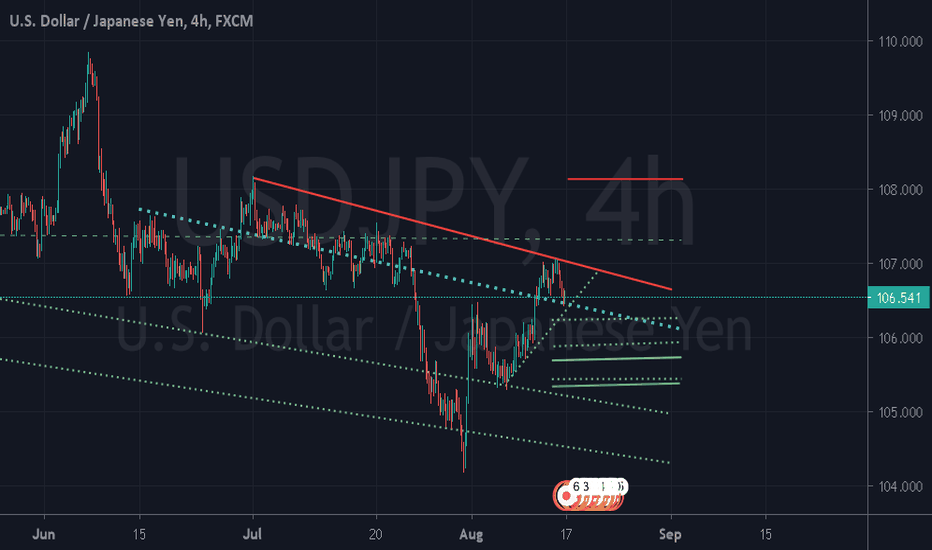 U.S. Dollar / Japanese Yen, 4h, FXCM
110.000
109.000
USDJPY, 4h
108.000
107.000
106.541
U.S. Dollar / Japanese Yen
106.000
105.000
104.000
6 3
Jun 15 Jul 20 Aug 17 Sep 15